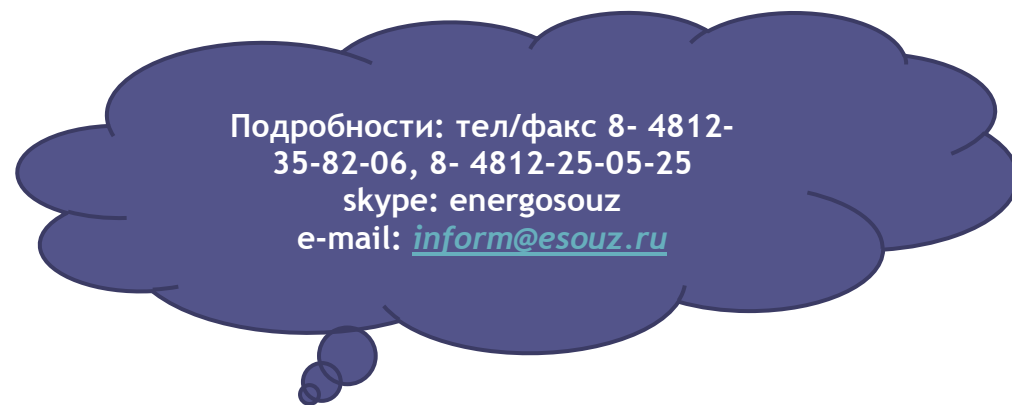 Подробности: тел/факс 8- 4812-
35-82-06, 8- 4812-25-05-25
skype: energosouz
e-mail: inform@esouz.ru